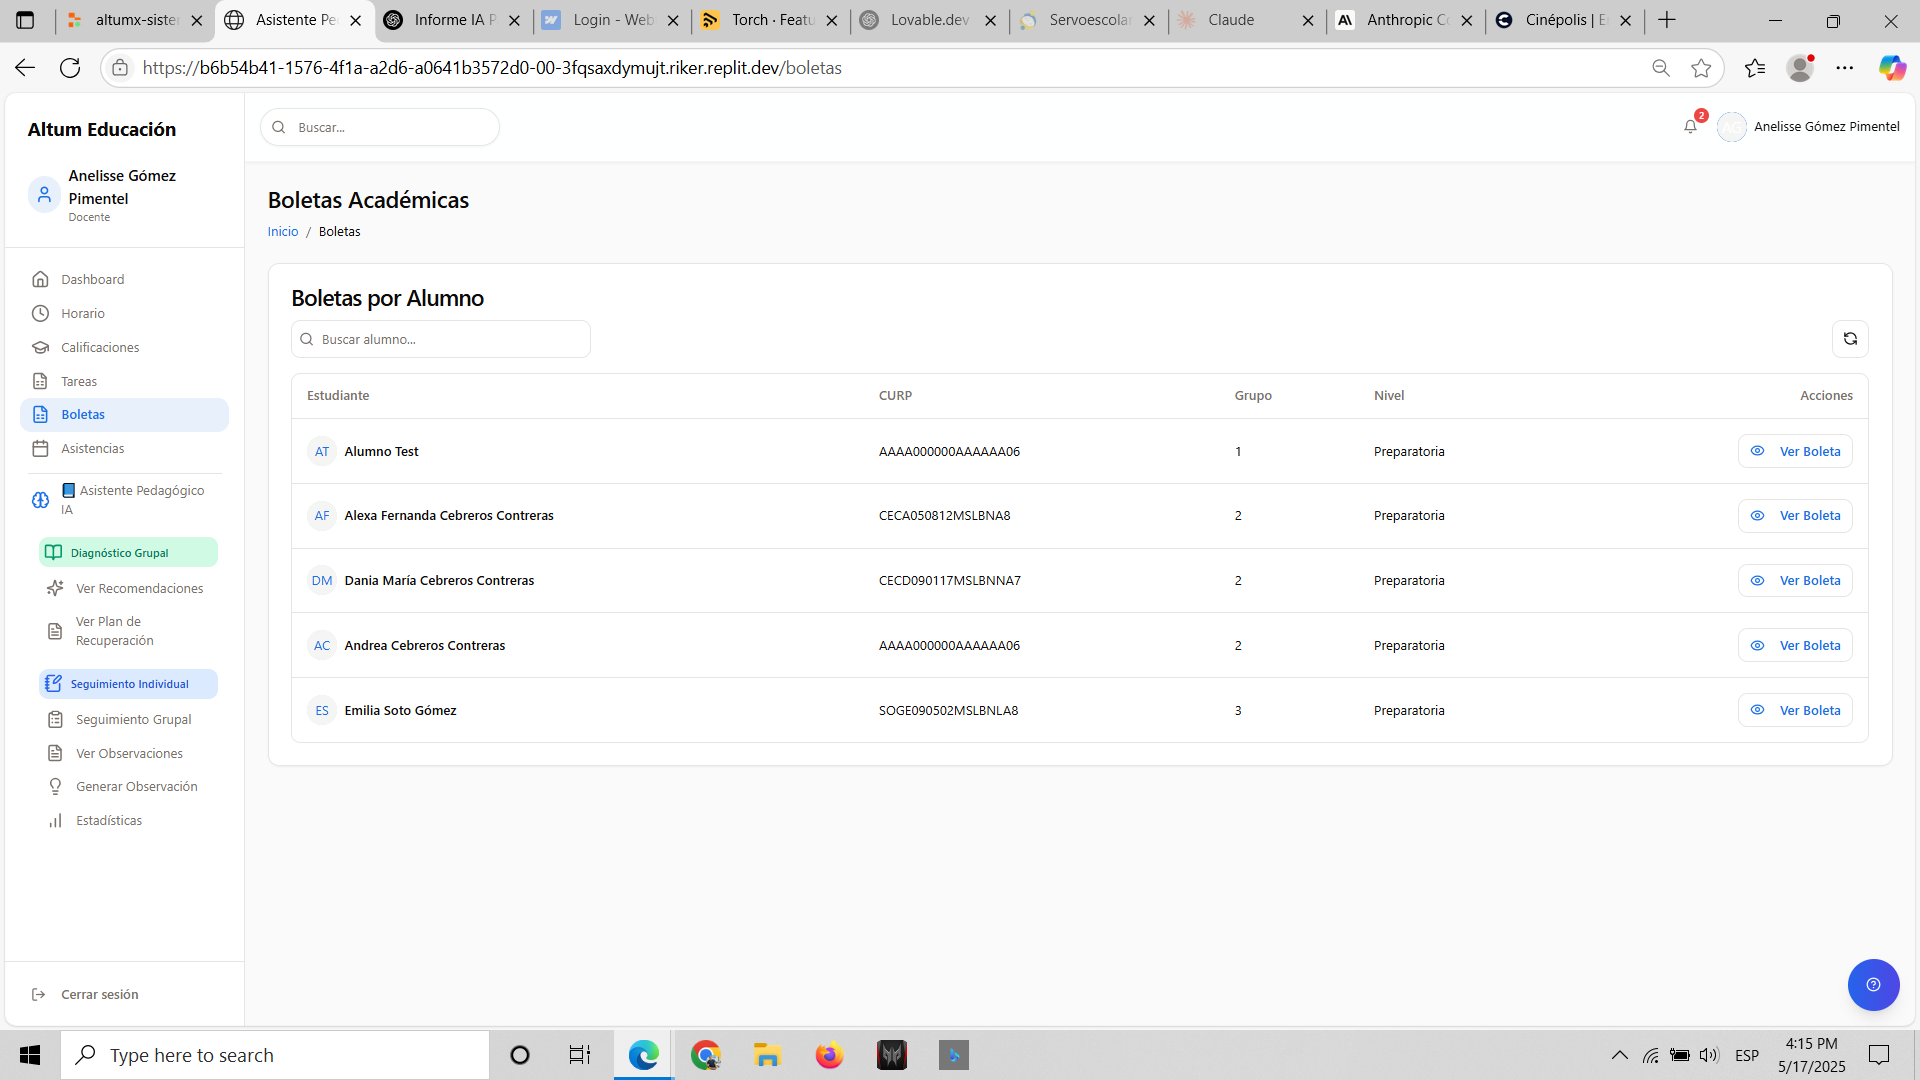 altumx-sister
Asistente Pe
Informe IA P
Login - Web
Torch · Featu
Lovable.dev
Servoescolar
Claude
Anthropic Co
Cinépolis | E
https://b6b54b41-1576-4f1a-a2d6-a0641b3572d0-00-3fqsaxdymujt.riker.replit.dev/boletas
Altum Educación
Buscar...
2
AG
Anelisse Gómez Pimentel
Anelisse Gómez
Pimentel
Docente
Boletas Académicas
Inicio / Boletas
Dashboard
Horario
Calificaciones
Tareas
Boletas
Asistencias
Asistente Pedagógico
IA
Diagnóstico Grupal
Ver Recomendaciones
Ver Plan de
Recuperación
Seguimiento Individual
Seguimiento Grupal
Ver Observaciones
Generar Observación
Estadísticas
Cerrar sesión
Boletas por Alumno
Buscar alumno...
Estudiante CURP Grupo Nivel Acciones
AT Alumno Test AAAA000000AAAAAA06 1 Preparatoria Ver Boleta
AF Alexa Fernanda Cebreros Contreras CECA050812MSLBNA8 2 Preparatoria Ver Boleta
DM Dania María Cebreros Contreras CECD090117MSLBNNA7 2 Preparatoria Ver Boleta
AC Andrea Cebreros Contreras AAAA000000AAAAAA06 2 Preparatoria Ver Boleta
ES Emilia Soto Gómez SOGE090502MSLBNLA8 3 Preparatoria Ver Boleta
Type here to search
ESP
4:15 PM
5/17/2025